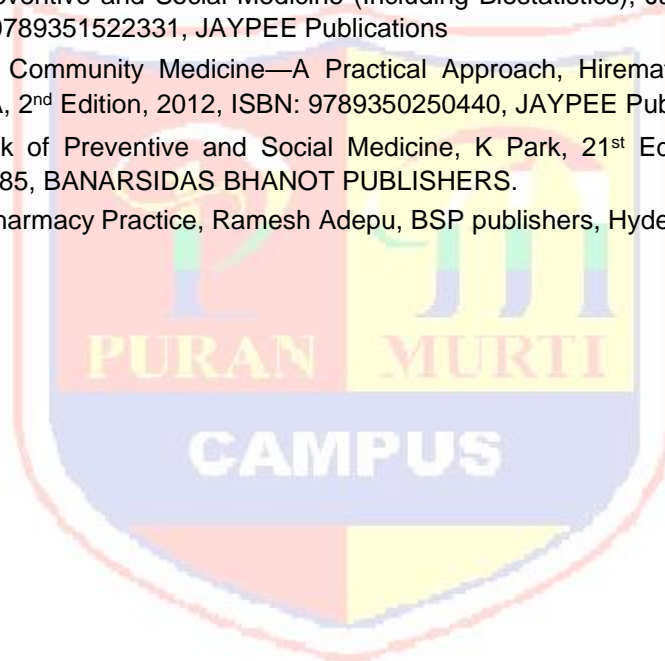 ventive and Social Medicine (Including Biostatistics),
9789351522331, JAYPEE Publications
Community Medicine—A Practical Approach, Hiremat
, 2nd Edition, 2012, ISBN: 9789350250440, JAYPEE Pub
k of Preventive and Social Medicine, K Park, 21st Ed
85, BANARSIDAS BHANOT PUBLISHERS.
harmacy Practice, Ramesh Adepu, BSP publishers, Hyde
PURAN MURTI
CAMPUS